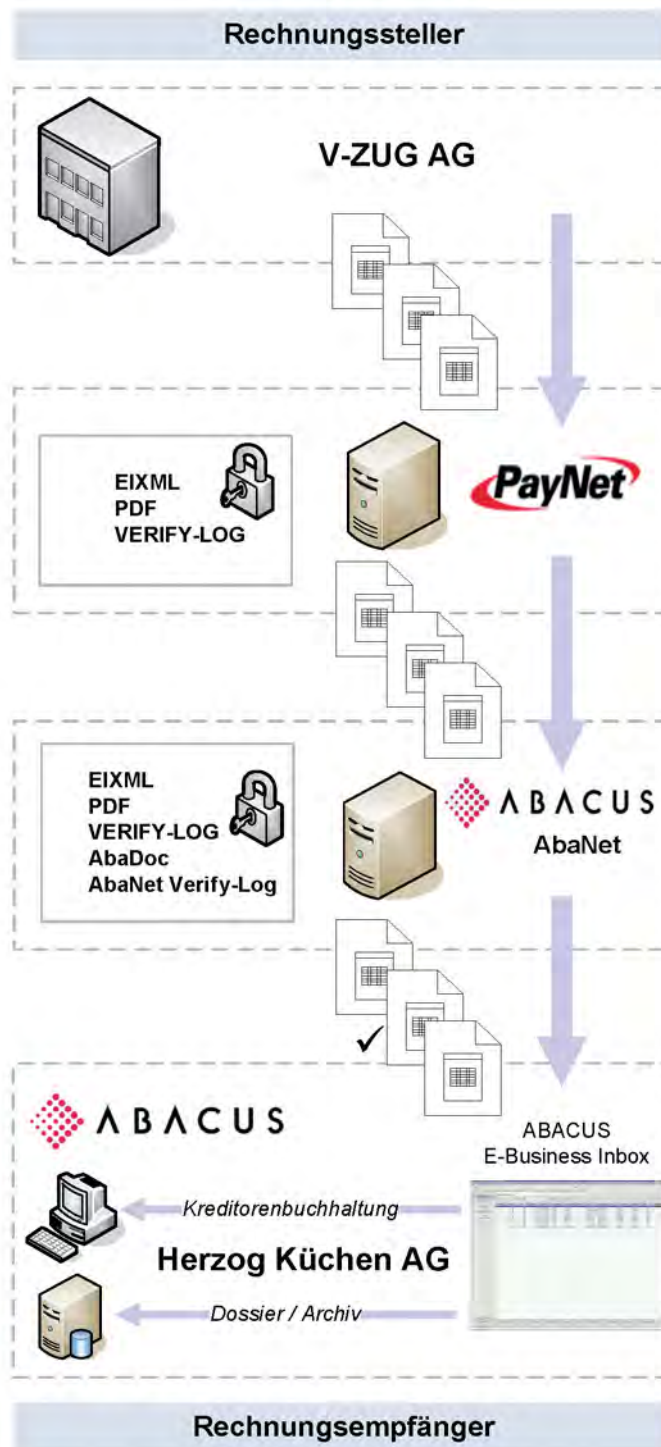 Rechnungssteller
V-ZUG AG
EIXML
PDF
VERIFY-LOG
PayNet
EIXML
PDF
VERIFY-LOG
AbaDoc
AbaNet Verify-Log
ABACUS
AbaNet
ABACUS
ABACUS
E-Business Inbox
Kreditorenbuchhaltung
Herzog Küchen AG
Dossier / Archiv
Rechnungsempfänger